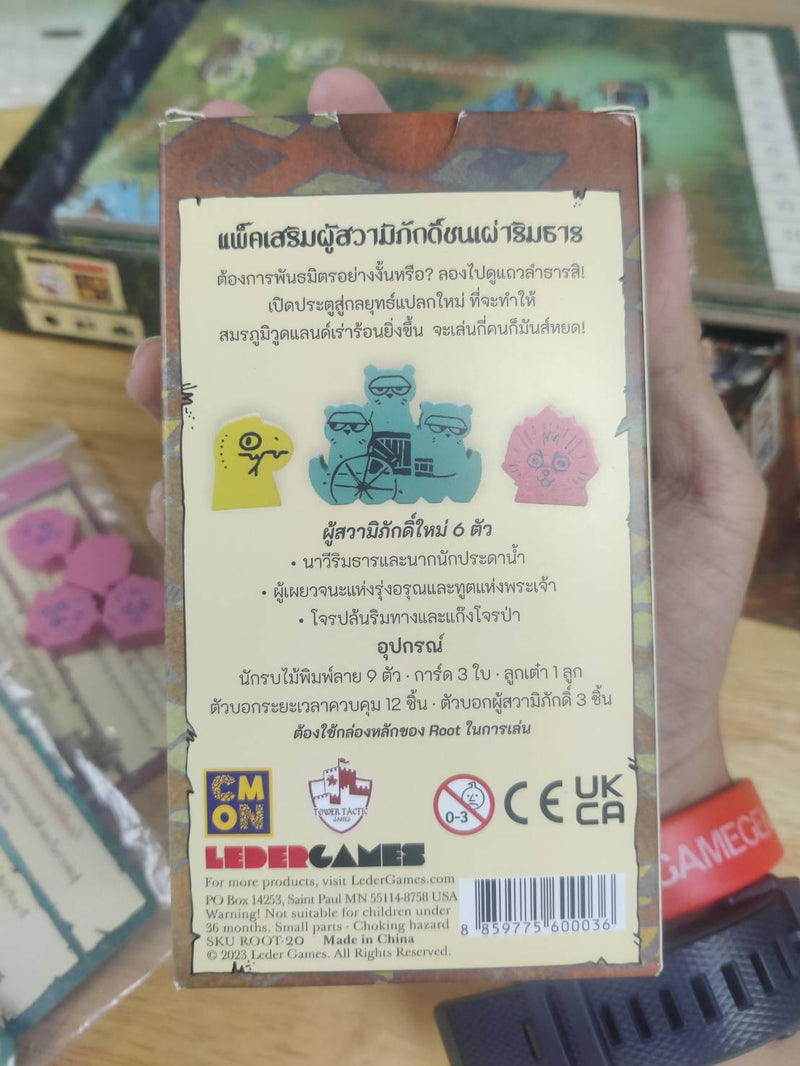 แพ็คเสริมผู้สวามิภักดิ์ชนเผ่าริมธาร
ต้องการพันธมิตรอย่างงั้นหรือ? ลองไปดูแถวลำธารสิ!
เปิดประตูสู่กลยุทธ์แปลกใหม่ ที่จะทำให้
สมรภูมิวูดแลนด์เร่าร้อนยิ่งขึ้น จะเล่นกี่คนก็มันส์หยด!
ผู้สวามิภักดิ์ใหม่ 6 ตัว
• นาวีริมธารและนากนักประดาน้ำ
• ผู้เผยวจนะแห่งรุ่งอรุณและทูตแห่งพระเจ้า
• โจรปล้นริมทางและแก๊งโจรป่า
อุปกรณ์
นักรบไม้พิมพ์ลาย 9 ตัว · การ์ด 3 ใบ · ลูกเต๋า 1 ลูก
ตัวบอกระยะเวลาควบคุม 12 ชิ้น · ตัวบอกผู้สวามิภักดิ์ 3 ชิ้น
ต้องใช้กล่องหลักของ Root ในการเล่น
CMON
TOWER TACTIC
GAMES
0-3
CE
UK
CA
LEDERGAMES
For more products, visit LederGames.com
PO Box 14253, Saint Paul MN 55114-8758 USA
Warning! Not suitable for children under
36 months. Small parts - Choking hazard
SKU ROOT-20 Made in China
© 2023 Leder Games. All Rights Reserved.
8 859775 600036
GAMEGE